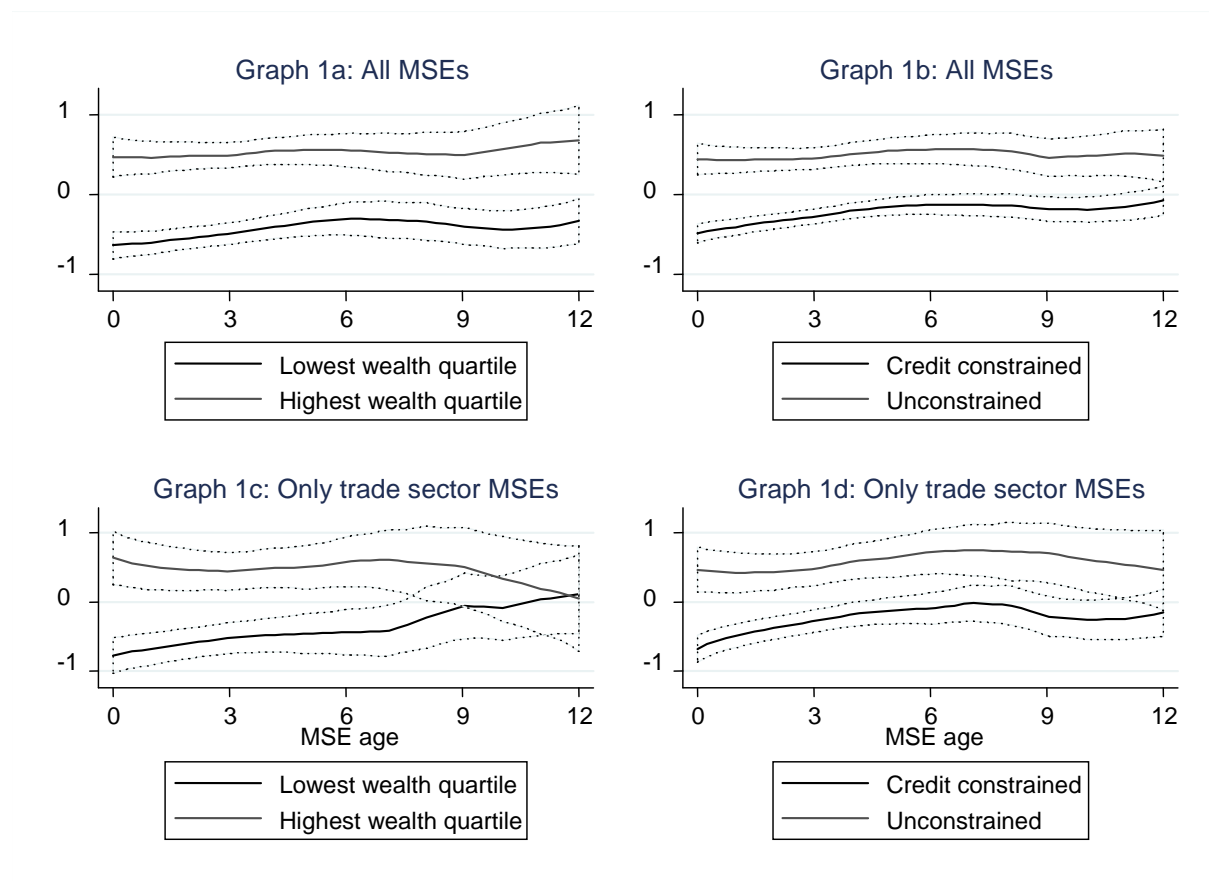 Graph 1a: All MSEs
1
0
-1
0 3 6 9 12
Lowest wealth quartile
Highest wealth quartile
Graph 1b: All MSEs
1
0
-1
0 3 6 9 12
Credit constrained
Unconstrained
Graph 1c: Only trade sector MSEs
1
0
-1
0 3 6 9 12
MSE age
Lowest wealth quartile
Highest wealth quartile
Graph 1d: Only trade sector MSEs
1
0
-1
0 3 6 9 12
MSE age
Credit constrained
Unconstrained